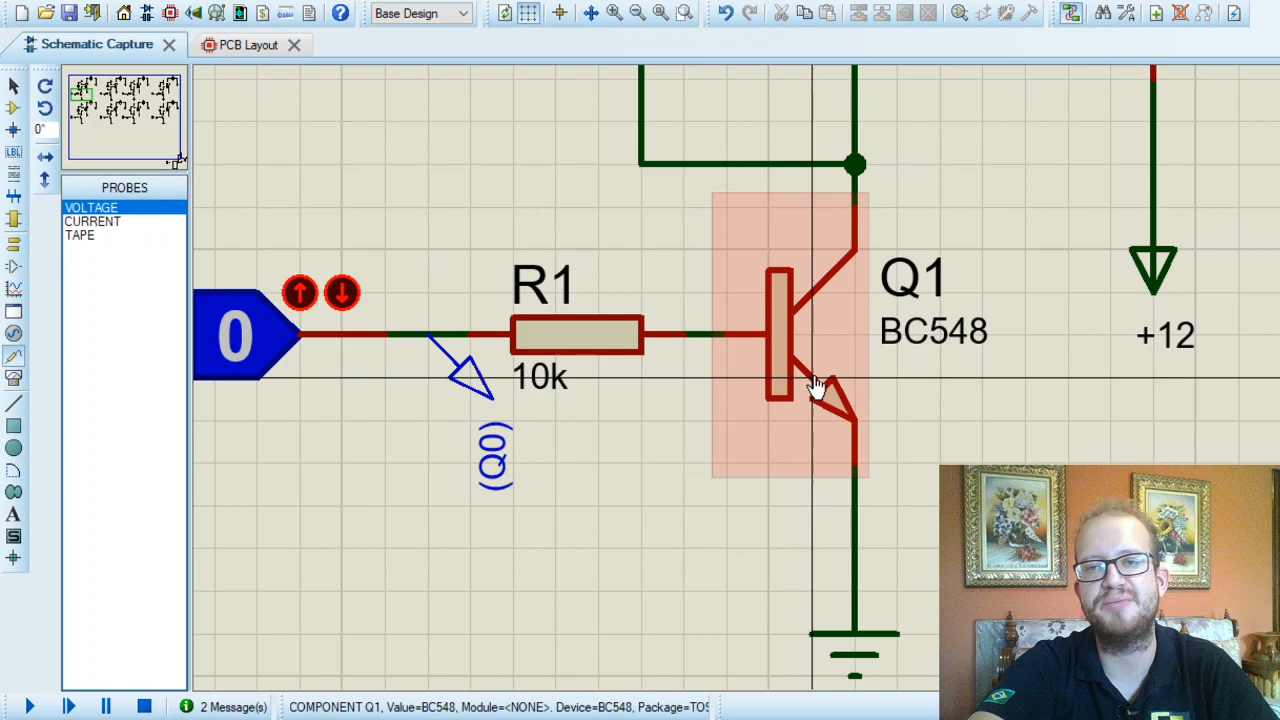 Base Design
Schematic Capture
PCB Layout
LBL
0°
PROBES
VOLTAGE
CURRENT
TAPE
A
S
0
R1
10k
(Q0)
Q1
BC548
+12
2 Message(s)
COMPONENT Q1, Value=BC548, Module=<NONE>. Device=BC548, Package=TO